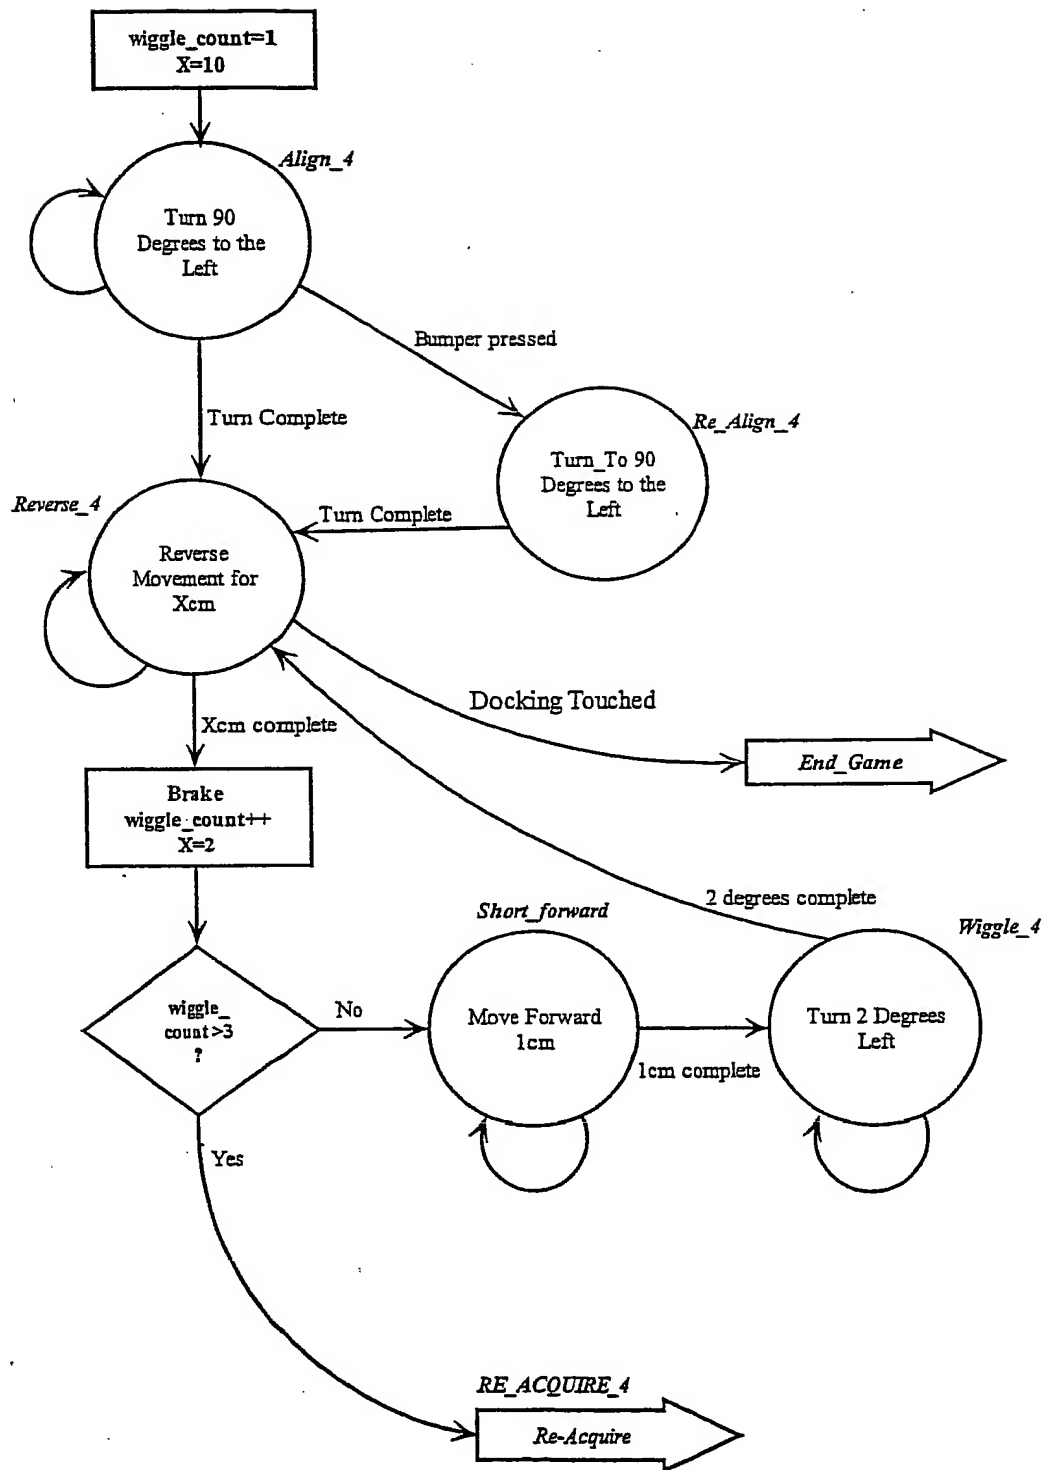 wiggle_count=1
X=10
Align_4
Turn 90
Degrees to the
Left
Bumper pressed
Turn Complete
Re_Align_4
Turn_To 90
Degrees to the
Left
Reverse_4
Turn Complete
Reverse
Movement for
Xcm
Docking Touched
Xcm complete
End_Game
Brake
wiggle_count++
X=2
2 degrees complete
Short_forward
Wiggle_4
wiggle_
count>3
?
No
Move Forward
1cm
1cm complete
Turn 2 Degrees
Left
Yes
RE_ACQUIRE_4
Re-Acquire